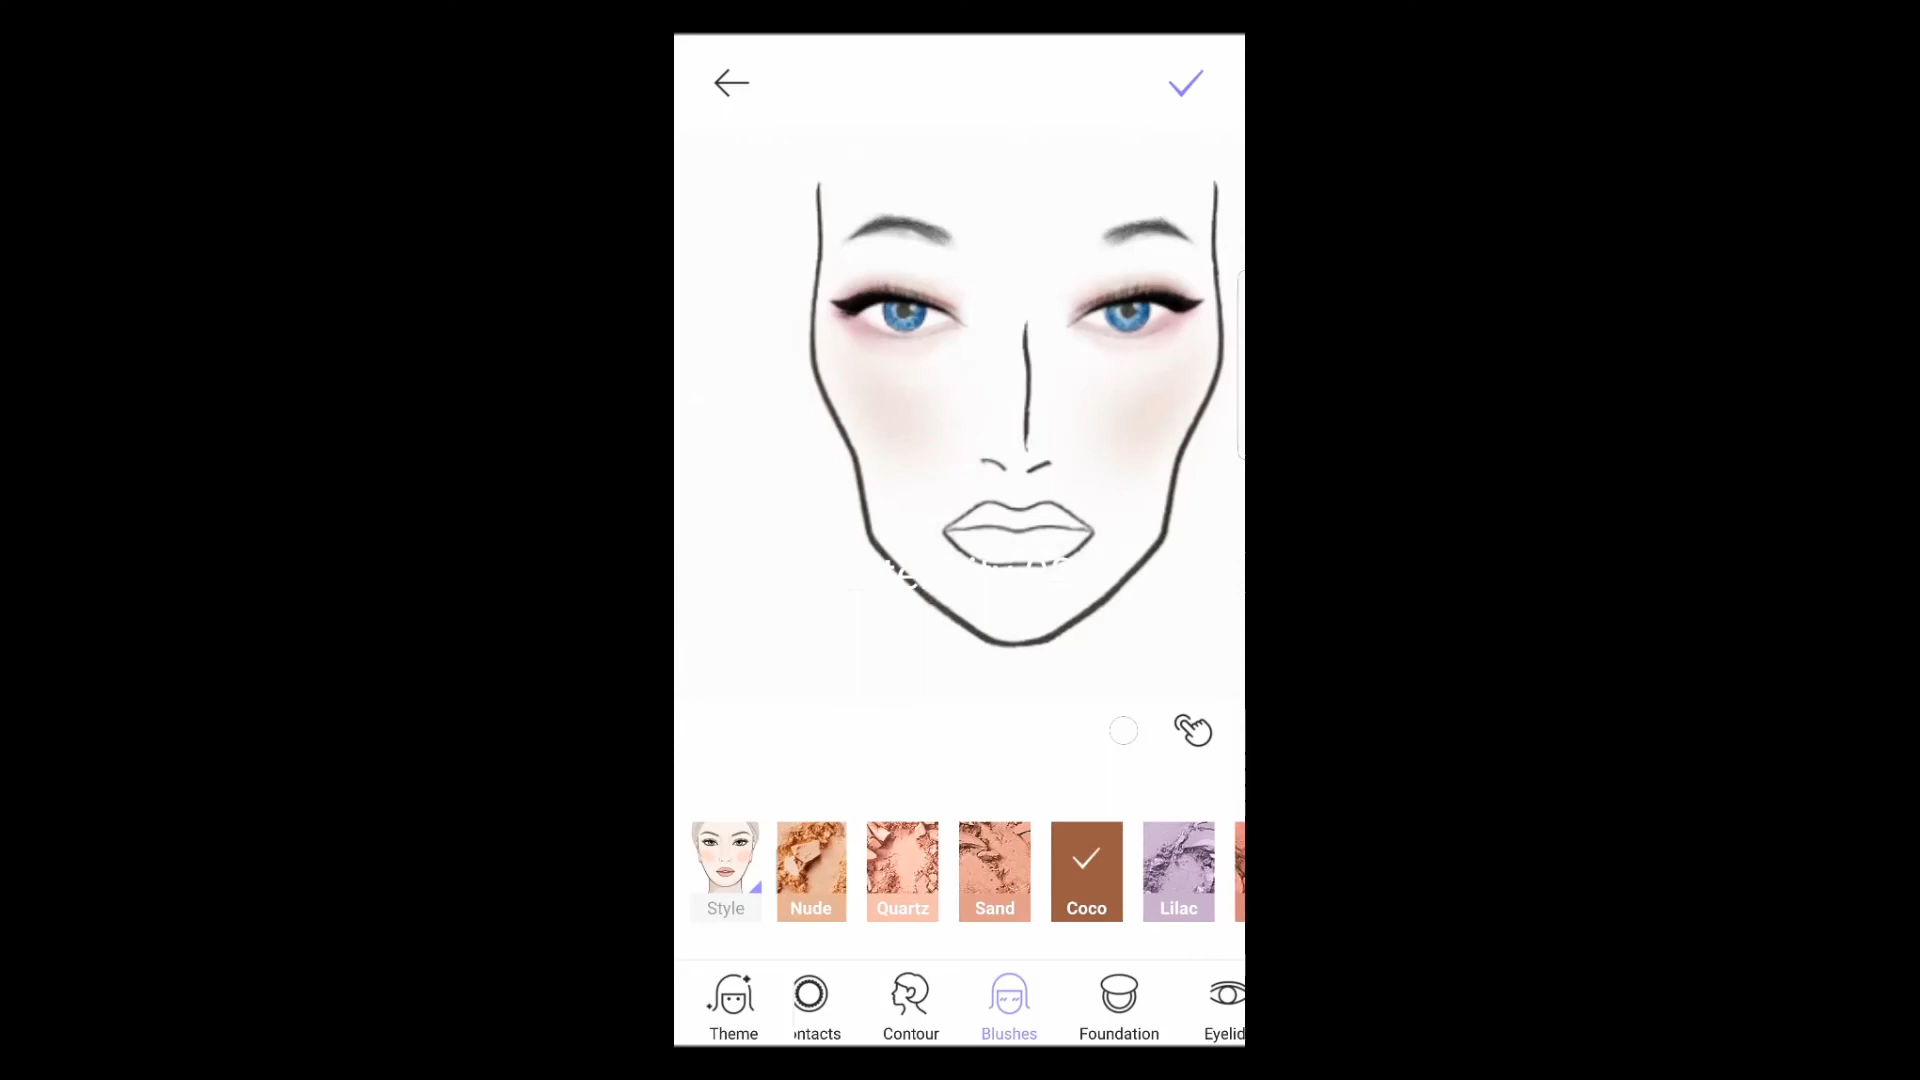 Style
Nude
Quartz
Sand
Coco
Lilac
Theme
ntacts
Contour
Blushes
Foundation
Eyelid